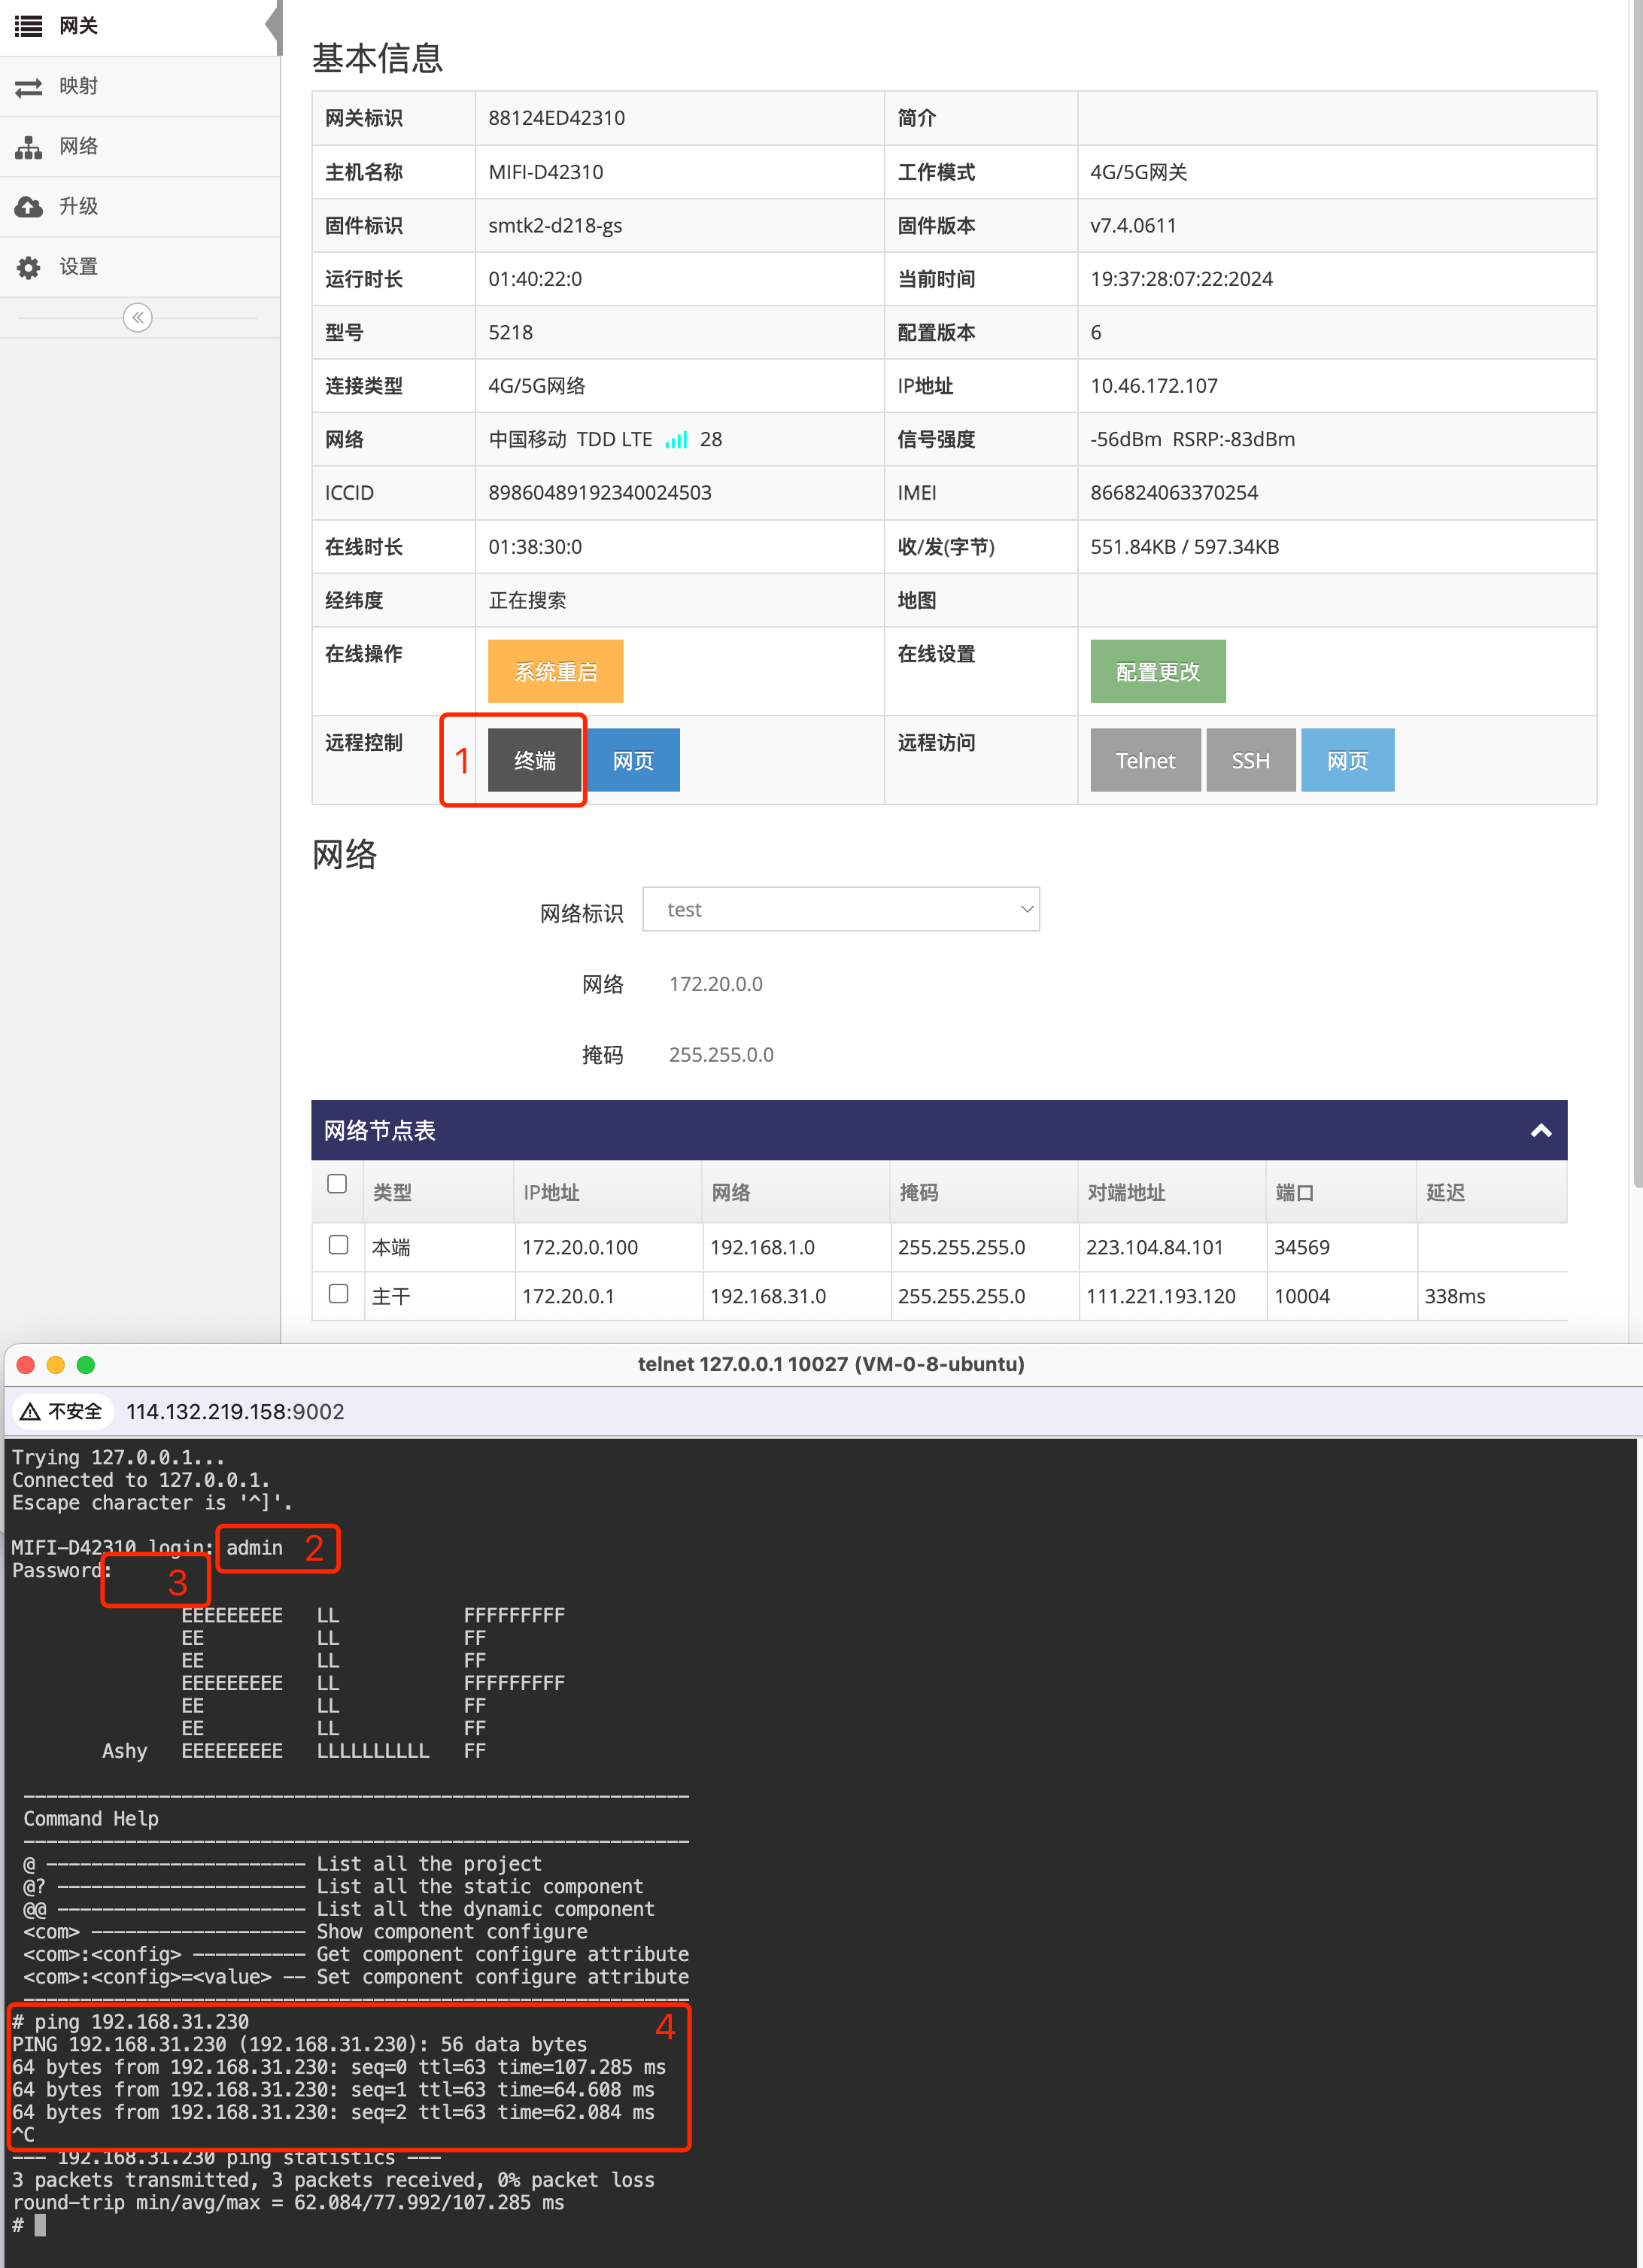 网关
映射
网络
升级
设置
基本信息
网关标识 88124ED42310 简介
主机名称 MIFI-D42310 工作模式 4G/5G网关
固件标识 smtk2-d218-gs 固件版本 v7.4.0611
运行时长 01:40:22:0 当前时间 19:37:28:07:22:2024
型号 5218 配置版本 6
连接类型 4G/5G网络 IP地址 10.46.172.107
网络 中国移动 TDD LTE 28 信号强度 -56dBm RSRP:-83dBm
ICCID 89860489192340024503 IMEI 866824063370254
在线时长 01:38:30:0 收/发(字节) 551.84KB / 597.34KB
经纬度 正在搜索 地图
在线操作 系统重启 在线设置 配置更改
远程控制 1 终端 网页 远程访问 Telnet SSH 网页
网络
网络标识 test
网络 172.20.0.0
掩码 255.255.0.0
网络节点表
类型 IP地址 网络 掩码 对端地址 端口 延迟
本端 172.20.0.100 192.168.1.0 255.255.255.0 223.104.84.101 34569
主干 172.20.0.1 192.168.31.0 255.255.255.0 111.221.193.120 10004 338ms
telnet 127.0.0.1 10027 (VM-0-8-ubuntu)
不安全 114.132.219.158:9002
Trying 127.0.0.1...
Connected to 127.0.0.1.
Escape character is '^]'.
MIFI-D42310 login: admin 2
Password: 3
EEEEEEEEE LL FFFFFFFFF
EE LL FF
EE LL FF
EEEEEEEEE LL FFFFFFFFF
EE LL FF
EE LL FF
Ashy EEEEEEEEE LLLLLLLLLL FF
-----------------------------------------------------------
Command Help
-----------------------------------------------------------
@ ----------------------- List all the project
@? ---------------------- List all the static component
@@ ---------------------- List all the dynamic component
<com> ------------------- Show component configure
<com>:<config> ---------- Get component configure attribute
<com>:<config>=<value> -- Set component configure attribute
-----------------------------------------------------------
# ping 192.168.31.230 4
PING 192.168.31.230 (192.168.31.230): 56 data bytes
64 bytes from 192.168.31.230: seq=0 ttl=63 time=107.285 ms
64 bytes from 192.168.31.230: seq=1 ttl=63 time=64.608 ms
64 bytes from 192.168.31.230: seq=2 ttl=63 time=62.084 ms
^C
--- 192.168.31.230 ping statistics ---
3 packets transmitted, 3 packets received, 0% packet loss
round-trip min/avg/max = 62.084/77.992/107.285 ms
#